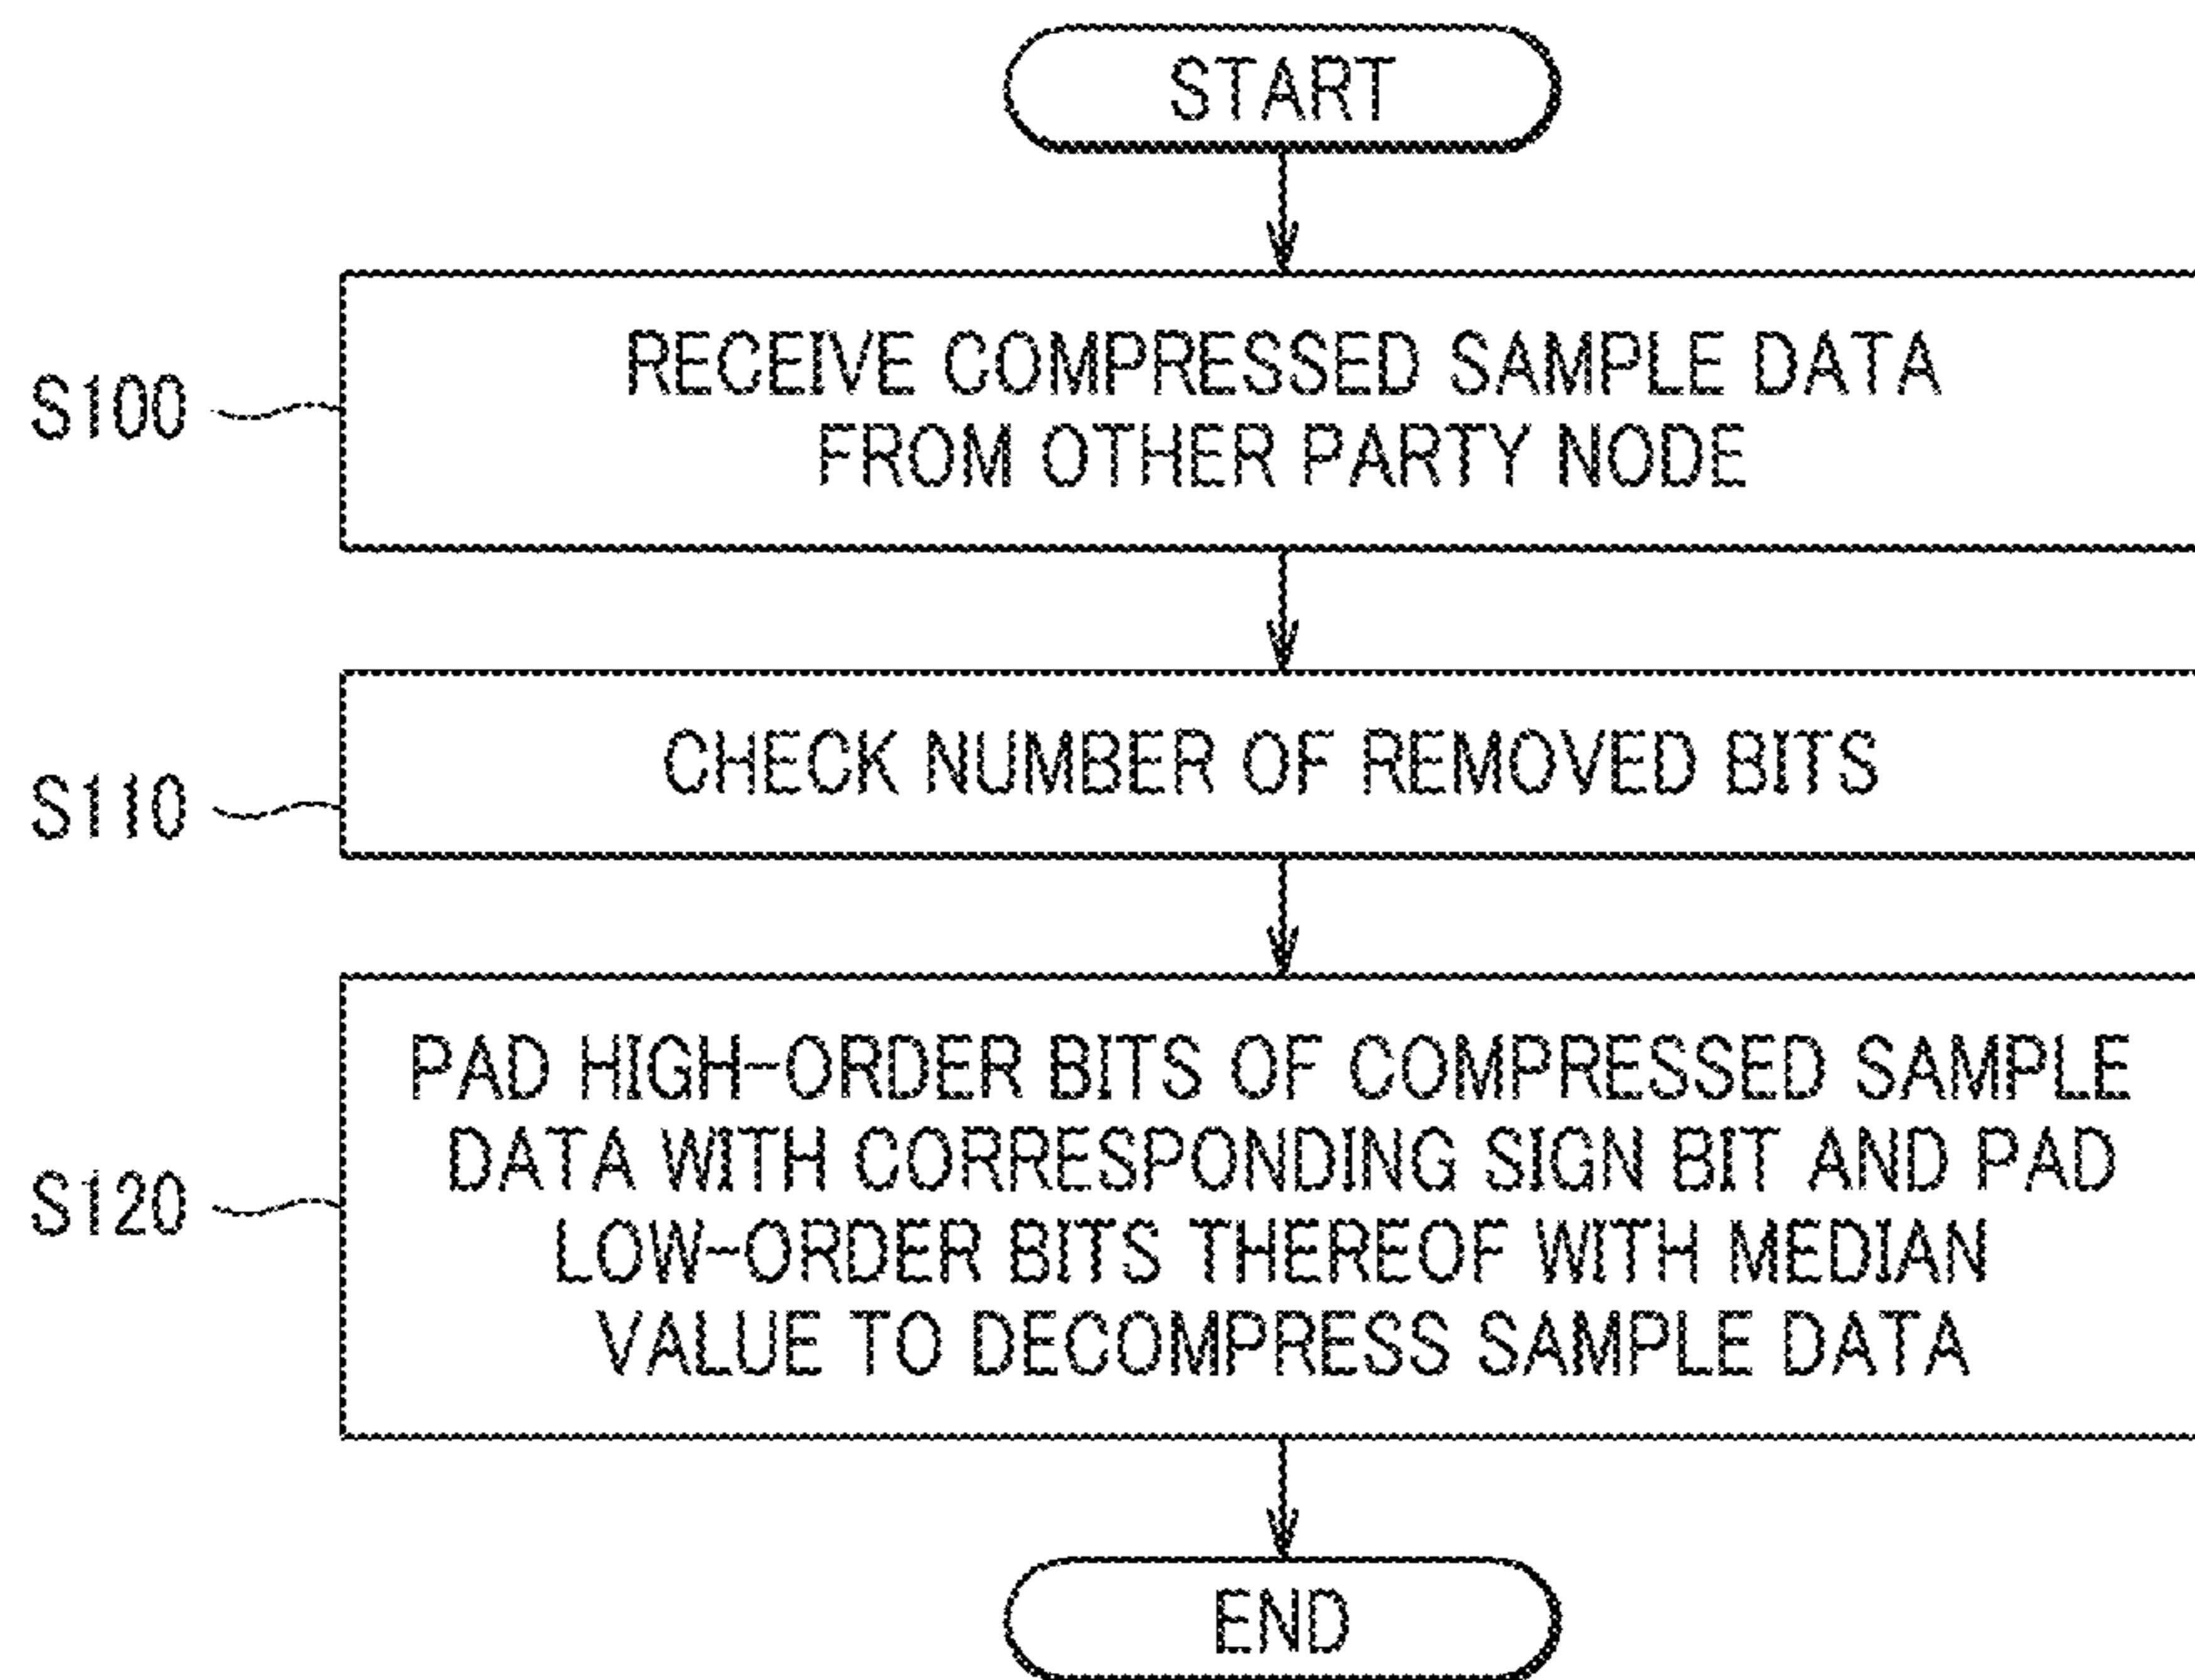 START
S100
RECEIVE COMPRESSED SAMPLE DATA
FROM OTHER PARTY NODE
S110
CHECK NUMBER OF REMOVED BITS
S120
PAD HIGH-ORDER BITS OF COMPRESSED SAMPLE
DATA WITH CORRESPONDING SIGN BIT AND PAD
LOW-ORDER BITS THEREOF WITH MEDIAN
VALUE TO DECOMPRESS SAMPLE DATA
END